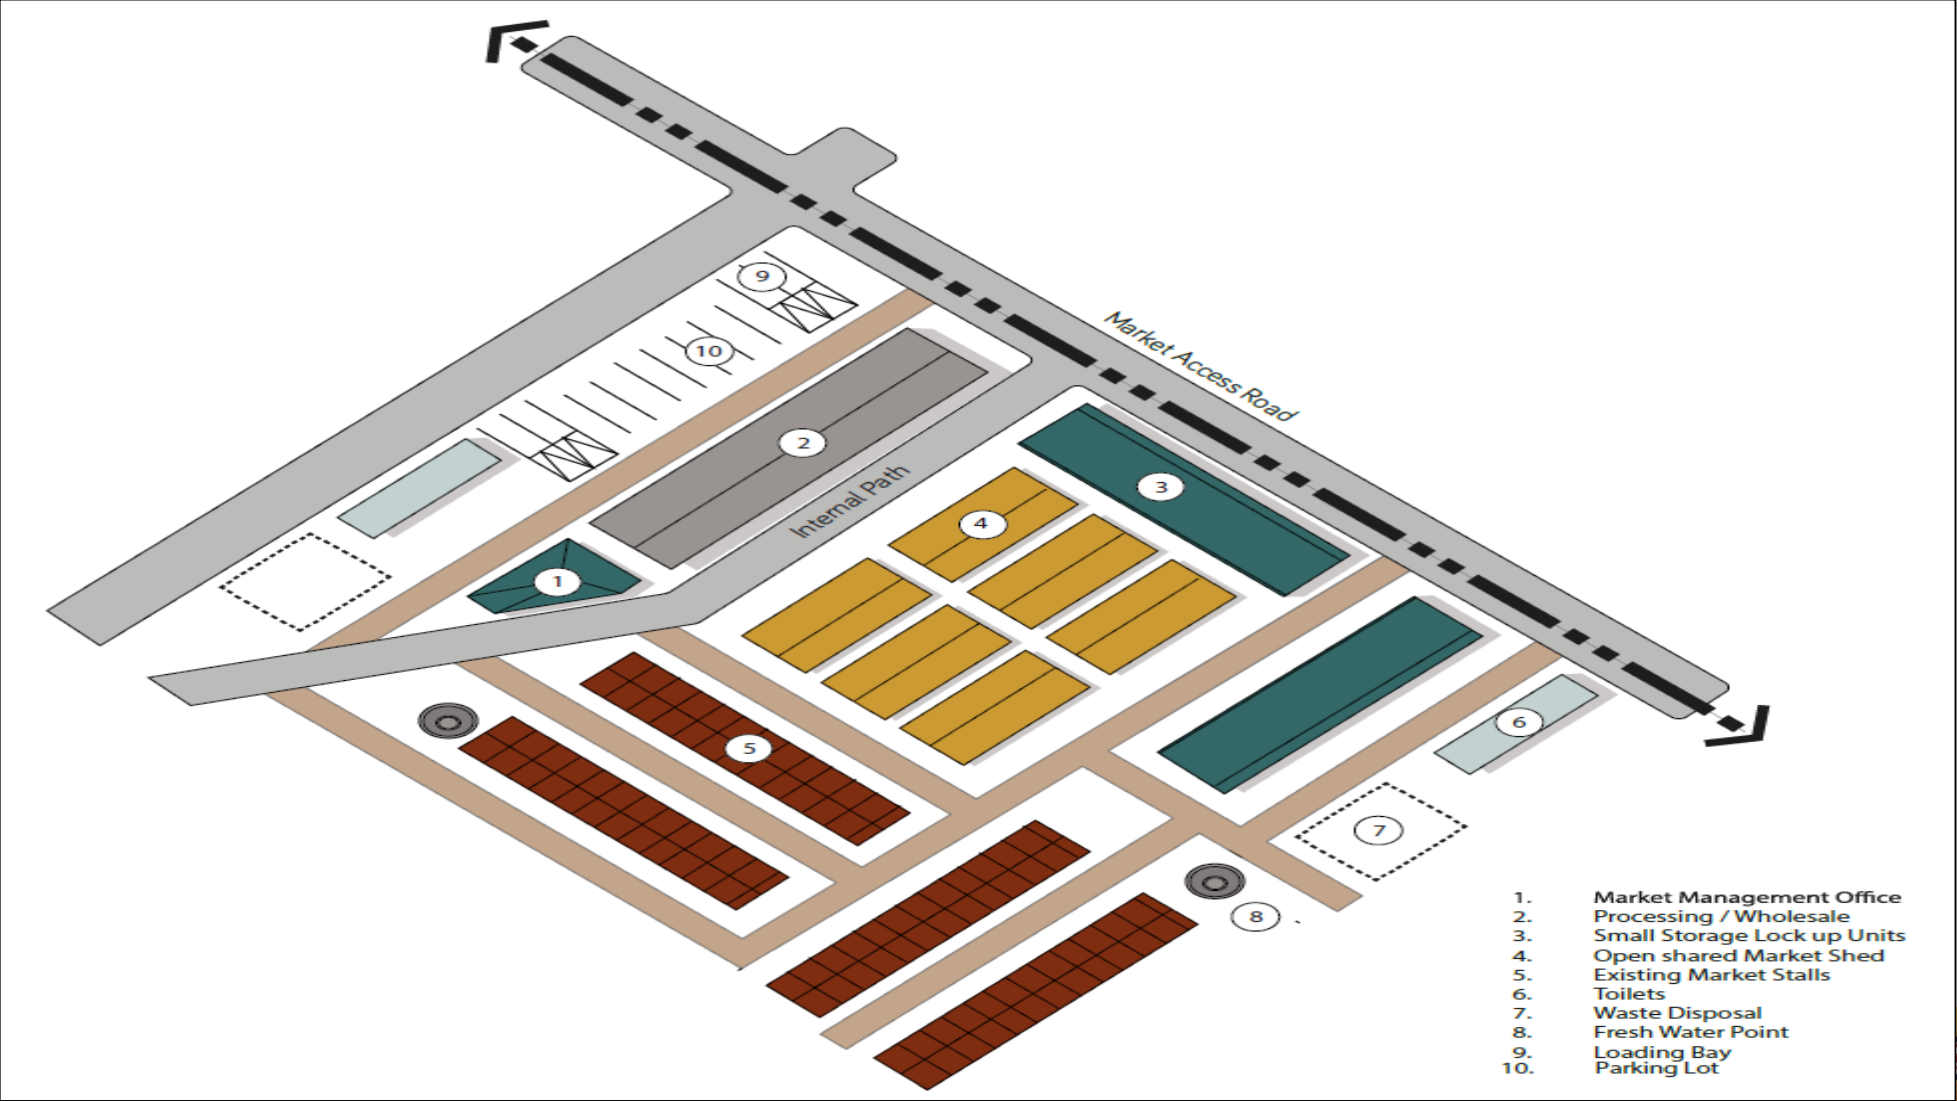 9
Market Access Road
10
2
Internal Path
3
4
1
5
6
7
8
1. Market Management Office
2. Processing / Wholesale
3. Small Storage Lock up Units
4. Open shared Market Shed
5. Existing Market Stalls
6. Toilets
7. Waste Disposal
8. Fresh Water Point
9. Loading Bay
10. Parking Lot